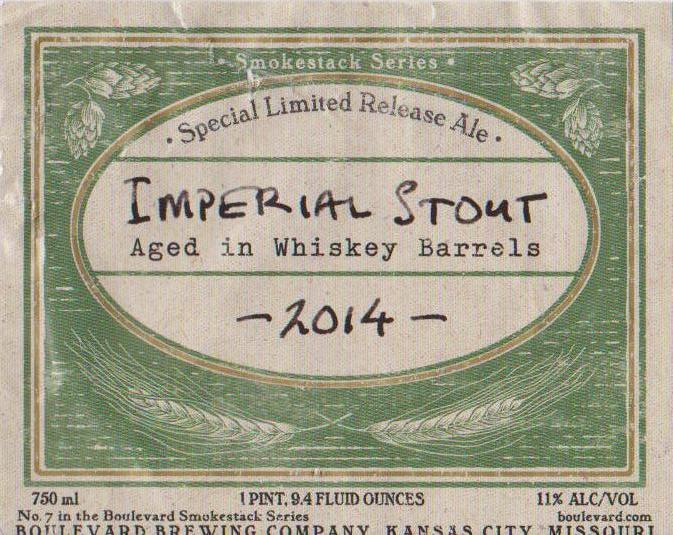 • Smokestack Series •
• Special Limited Release Ale •
IMPERIAL STOUT
Aged in Whiskey Barrels
- 2014 -
750 ml 1 PINT, 9.4 FLUID OUNCES 11% ALC/VOL
No. 7 in the Boulevard Smokestack Series boulevard.com
BOULEVARD BREWING COMPANY, KANSAS CITY, MISSOURI